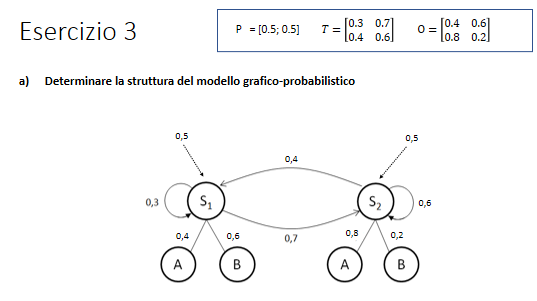 Esercizio 3
P = [0.5; 0.5] T = [0.3 0.7 0.4 0.6] O = [0.4 0.6 0.8 0.2]
a) Determinare la struttura del modello grafico-probabilistico
0,5 0,5
0,4
0,3 S1 S2 0,6
0,4 0,6 0,7 0,8 0,2
A B A B